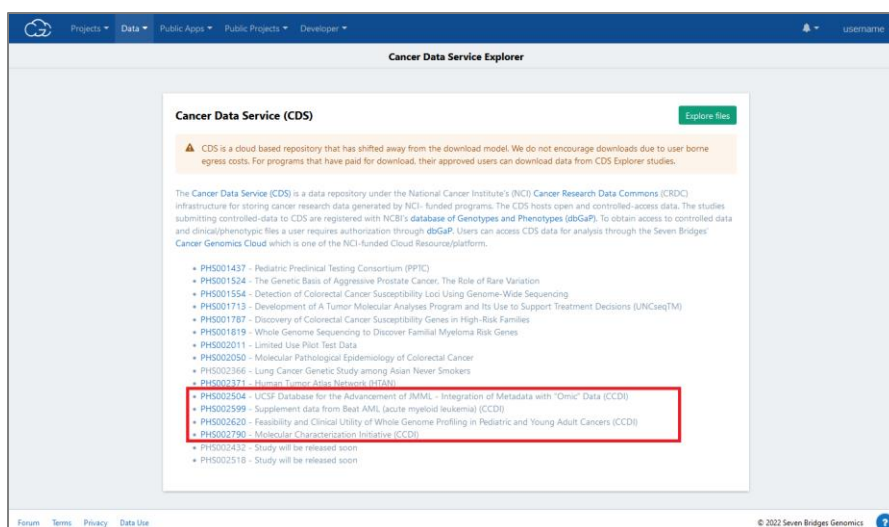 Projects Data Public Apps Public Projects Developer username
Cancer Data Service Explorer
Cancer Data Service (CDS) Explore files
CDS is a cloud based repository that has shifted away from the download model. We do not encourage downloads due to user borne
egress costs. For programs that have paid for download, their approved users can download data from CDS Explorer studies.
The Cancer Data Service (CDS) is a data repository under the National Cancer Institute's (NCI) Cancer Research Data Commons (CRDC)
infrastructure for storing cancer research data generated by NCI- funded programs. The CDS hosts open and controlled-access data. The studies
submitting controlled-data to CDS are registered with NCBI's database of Genotypes and Phenotypes (dbGaP). To obtain access to controlled data
and clinical/phenotypic files a user requires authorization through dbGaP. Users can access CDS data for analysis through the Seven Bridges'
Cancer Genomics Cloud which is one of the NCI-funded Cloud Resource/platform.
• PHS001437 - Pediatric Preclinical Testing Consortium (PPTC)
• PHS001524 - The Genetic Basis of Aggressive Prostate Cancer, The Role of Rare Variation
• PHS001554 - Detection of Colorectal Cancer Susceptibility Loci Using Genome-Wide Sequencing
• PHS001713 - Development of A Tumor Molecular Analyses Program and Its Use to Support Treatment Decisions (UNCseqTM)
• PHS001787 - Discovery of Colorectal Cancer Susceptibility Genes in High-Risk Families
• PHS001819 - Whole Genome Sequencing to Discover Familial Myeloma Risk Genes
• PHS002011 - Limited Use Pilot Test Data
• PHS002050 - Molecular Pathological Epidemiology of Colorectal Cancer
• PHS002366 - Lung Cancer Genetic Study among Asian Never Smokers
• PHS002371 - Human Tumor Atlas Network (HTAN)
• PHS002504 - UCSF Database for the Advancement of JMML - Integration of Metadata with "Omic" Data (CCDI)
• PHS002599 - Supplement data from Beat AML (acute myeloid leukemia) (CCDI)
• PHS002620 - Feasibility and Clinical Utility of Whole Genome Profiling in Pediatric and Young Adult Cancers (CCDI)
• PHS002790 - Molecular Characterization Initiative (CCDI)
• PHS002432 - Study will be released soon
• PHS002518 - Study will be released soon
Forum Terms Privacy Data Use © 2022 Seven Bridges Genomics ?